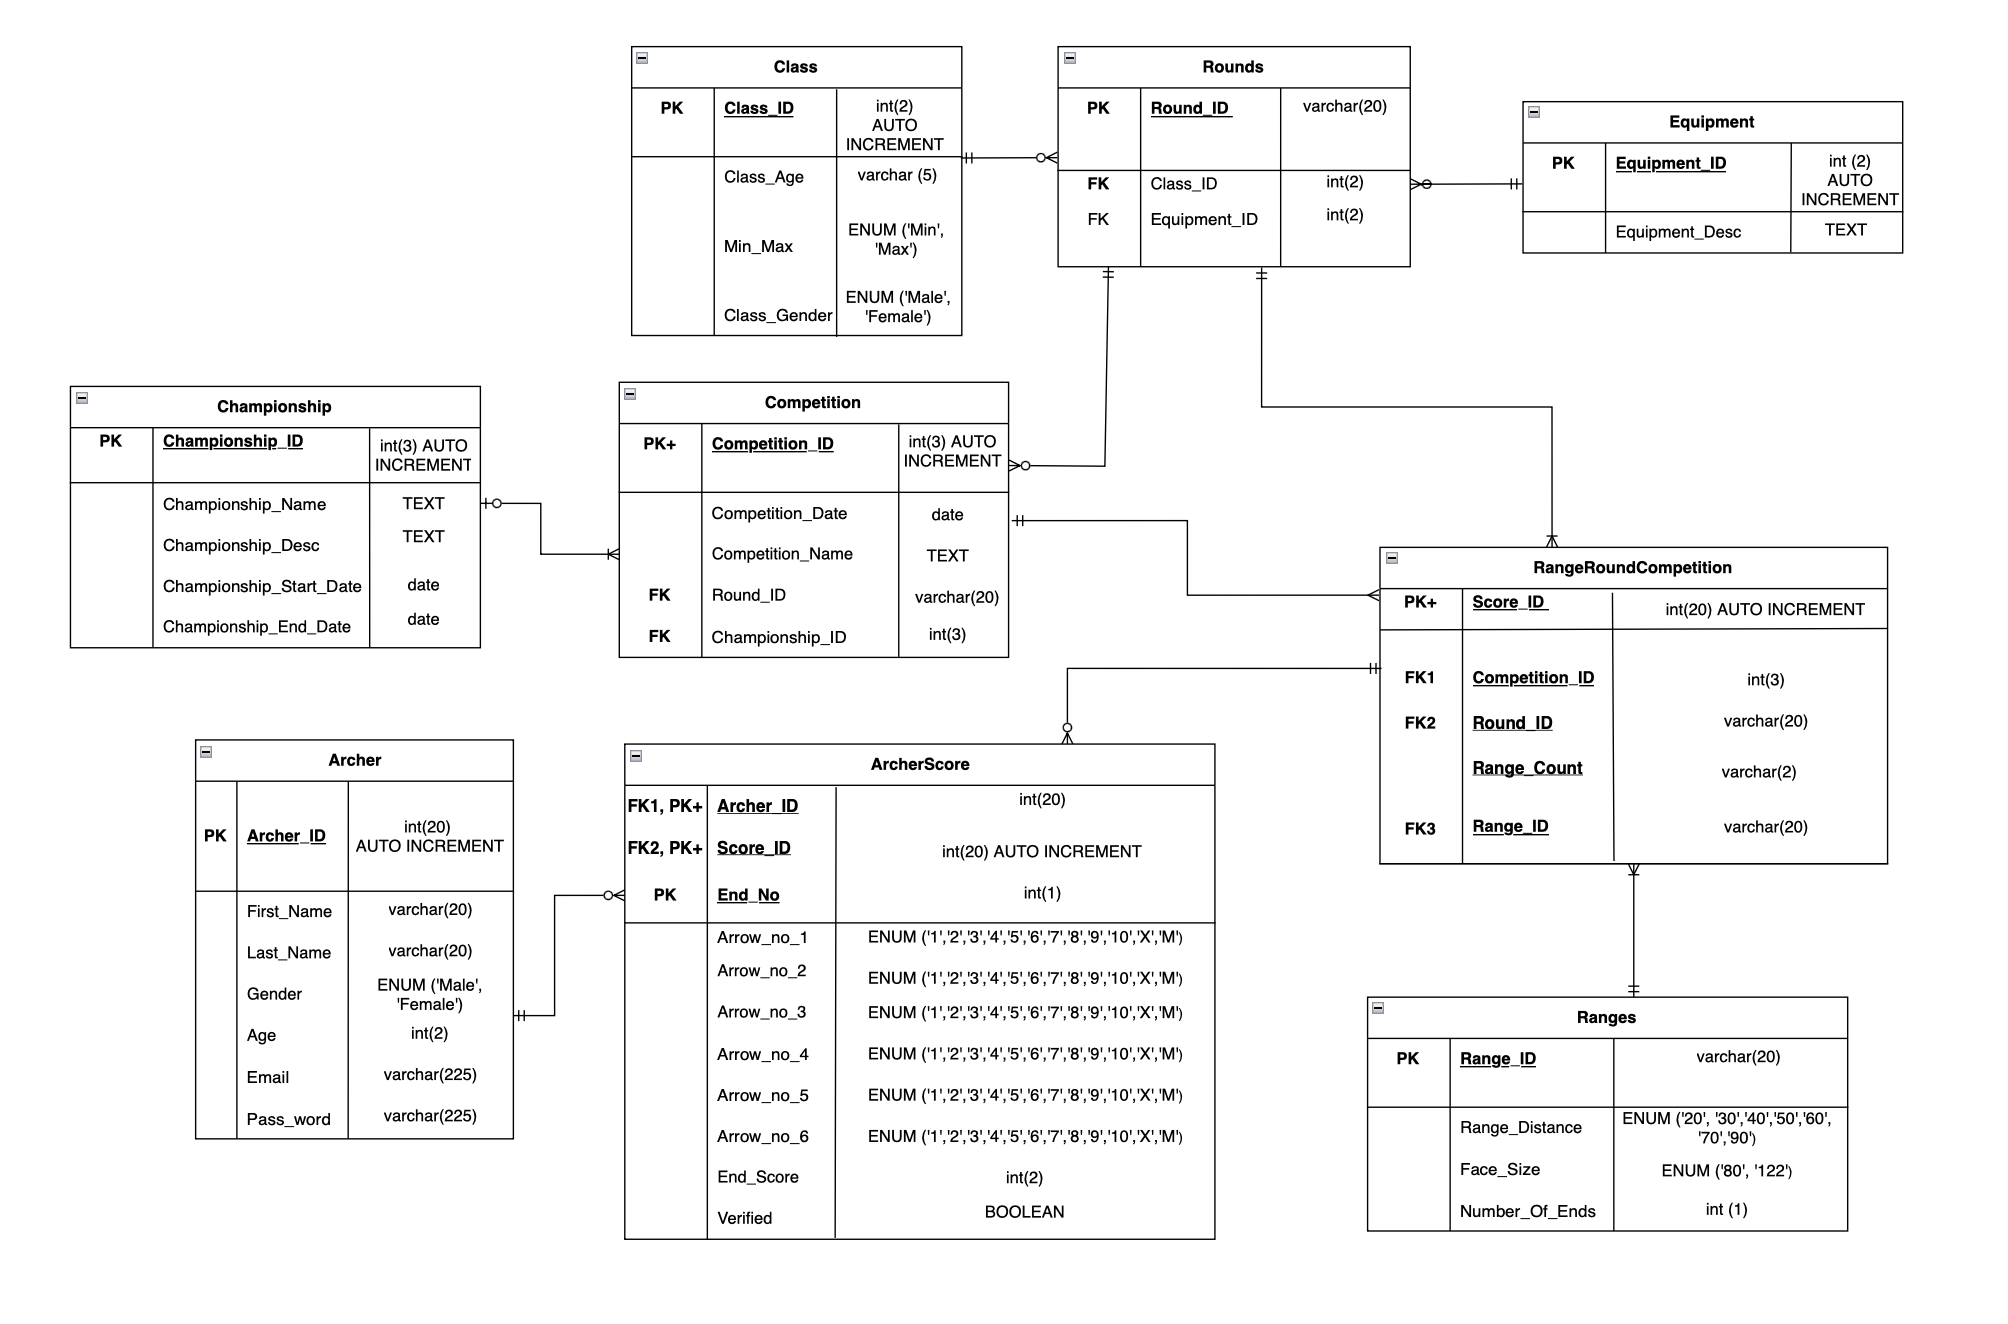 Class
PK
Class_ID
int(2)
AUTO
INCREMENT
Class_Age
varchar (5)
Min_Max
ENUM ('Min',
'Max')
Class_Gender
ENUM ('Male',
'Female')
Rounds
PK
Round_ID
varchar(20)
FK
Class_ID
int(2)
FK
Equipment_ID
int(2)
Equipment
PK
Equipment_ID
int (2)
AUTO
INCREMENT
Equipment_Desc
TEXT
Championship
PK
Championship_ID
int(3) AUTO
INCREMENT
Championship_Name
TEXT
Championship_Desc
TEXT
Championship_Start_Date
date
Championship_End_Date
date
Competition
PK+
Competition_ID
int(3) AUTO
INCREMENT
Competition_Date
date
Competition_Name
TEXT
FK
Round_ID
varchar(20)
FK
Championship_ID
int(3)
RangeRoundCompetition
PK+
Score_ID
int(20) AUTO INCREMENT
FK1
Competition_ID
int(3)
FK2
Round_ID
varchar(20)
Range_Count
varchar(2)
FK3
Range_ID
varchar(20)
Archer
PK
Archer_ID
int(20)
AUTO INCREMENT
First_Name
varchar(20)
Last_Name
varchar(20)
Gender
ENUM ('Male',
'Female')
Age
int(2)
Email
varchar(225)
Pass_word
varchar(225)
ArcherScore
FK1, PK+
Archer_ID
int(20)
FK2, PK+
Score_ID
int(20) AUTO INCREMENT
PK
End_No
int(1)
Arrow_no_1
ENUM ('1','2','3','4','5','6','7','8','9','10','X','M')
Arrow_no_2
ENUM ('1','2','3','4','5','6','7','8','9','10','X','M')
Arrow_no_3
ENUM ('1','2','3','4','5','6','7','8','9','10','X','M')
Arrow_no_4
ENUM ('1','2','3','4','5','6','7','8','9','10','X','M')
Arrow_no_5
ENUM ('1','2','3','4','5','6','7','8','9','10','X','M')
Arrow_no_6
ENUM ('1','2','3','4','5','6','7','8','9','10','X','M')
End_Score
int(2)
Verified
BOOLEAN
Ranges
PK
Range_ID
varchar(20)
Range_Distance
ENUM ('20', '30','40','50','60',
'70','90')
Face_Size
ENUM ('80', '122')
Number_Of_Ends
int (1)